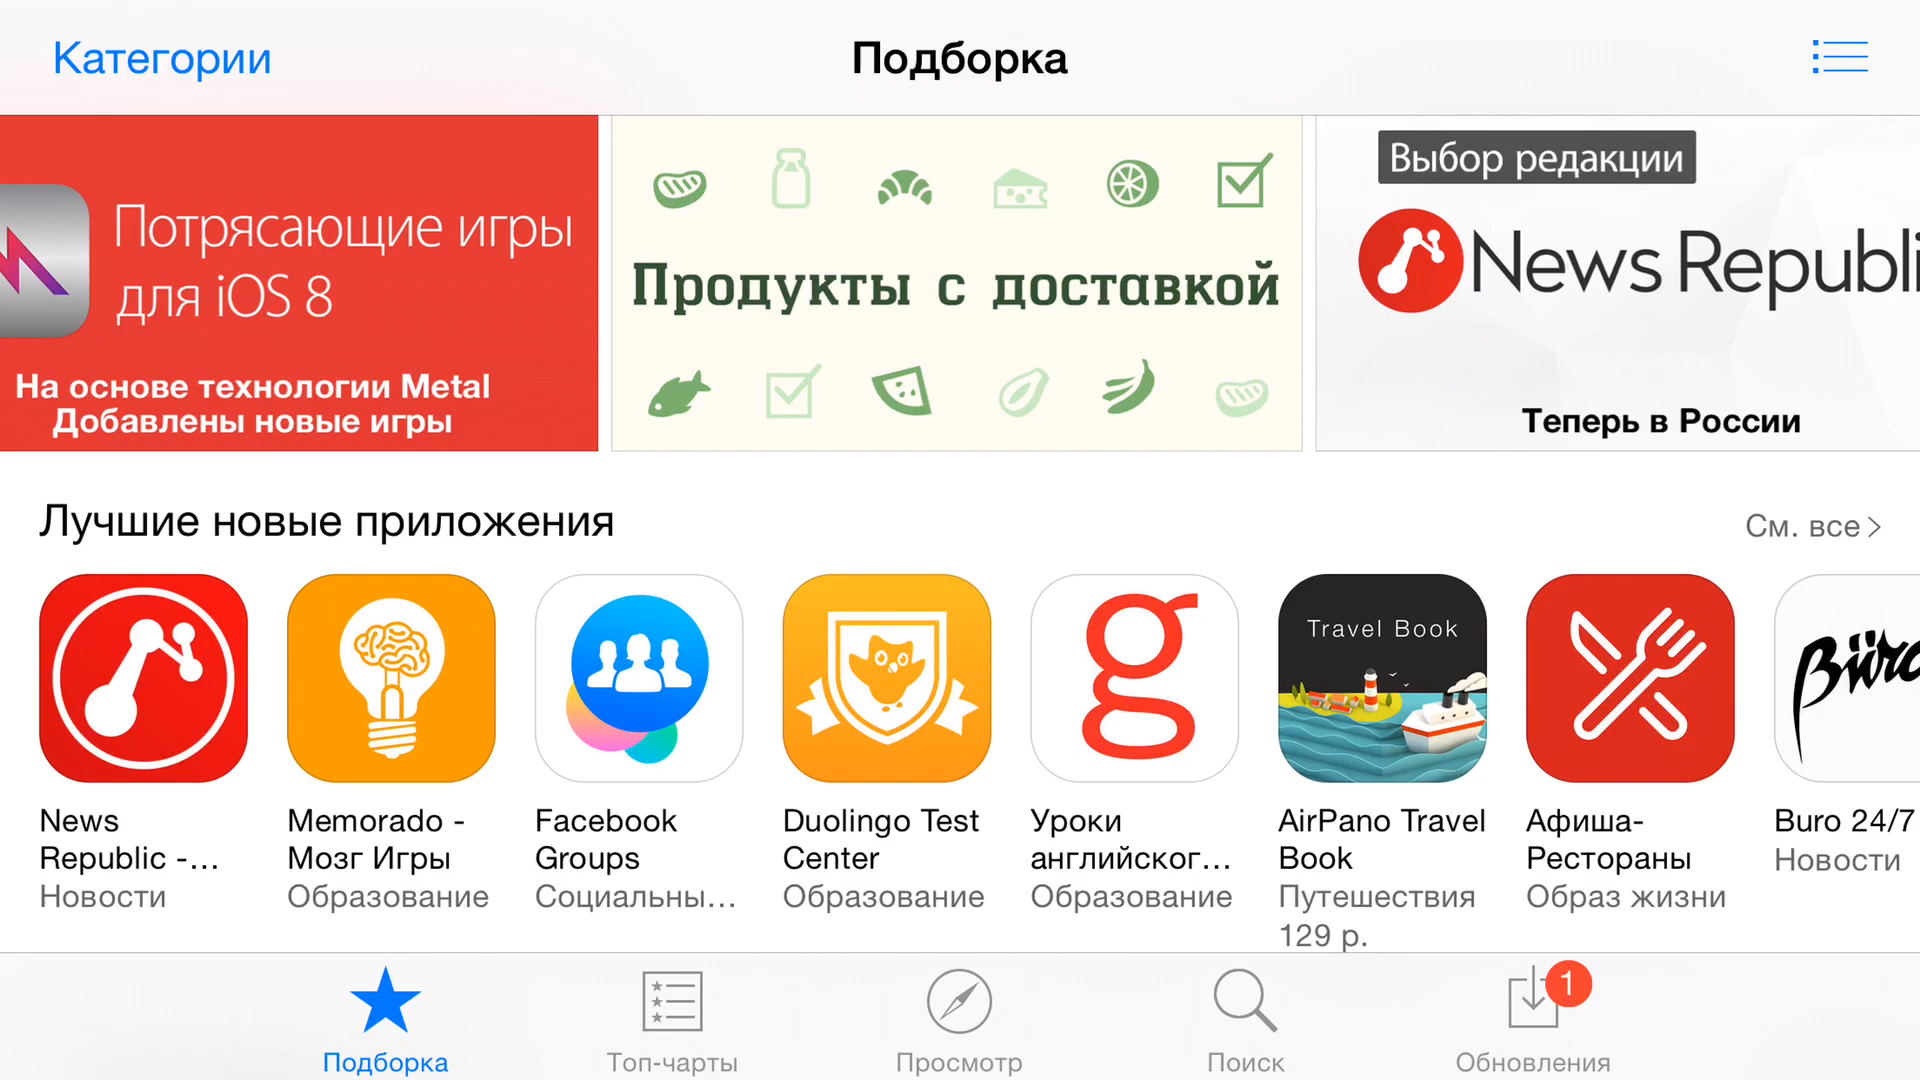 Категории
Подборка
Потрясающие игры
для iOS 8
На основе технологии Metal
Добавлены новые игры
Продукты с доставкой
Выбор редакции
News Republi
Теперь в России
Лучшие новые приложения
См. все
Travel Book
Büro
News
Republic -...
Новости
Memorado -
Мозг Игры
Образование
Facebook
Groups
Социальны...
Duolingo Test
Center
Образование
Уроки
английског...
Образование
AirPano Travel
Book
Путешествия
129 р.
Афиша-
Рестораны
Образ жизни
Buro 24/7
Новости
Подборка
Топ-чарты
Просмотр
Поиск
1
Обновления